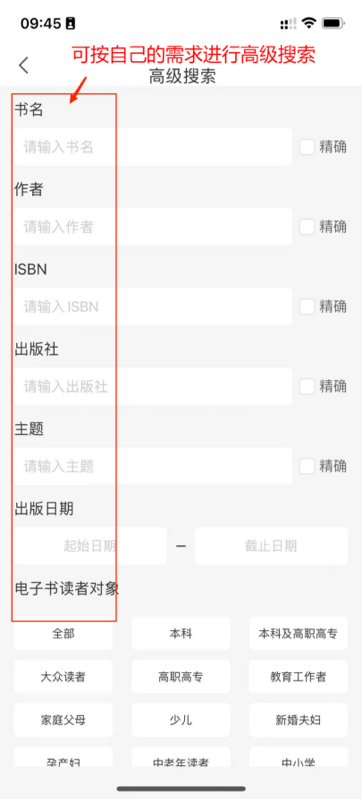 09:45
可按自己的需求进行高级搜索
高级搜索
书名
请输入书名 精确
作者
请输入作者 精确
ISBN
请输入 ISBN 精确
出版社
请输入出版社 精确
主题
请输入主题 精确
出版日期
起始日期 – 截止日期
电子书读者对象
全部 本科 本科及高职高专
大众读者 高职高专 教育工作者
家庭父母 少儿 新婚夫妇
孕产妇 中老年读者 中小学